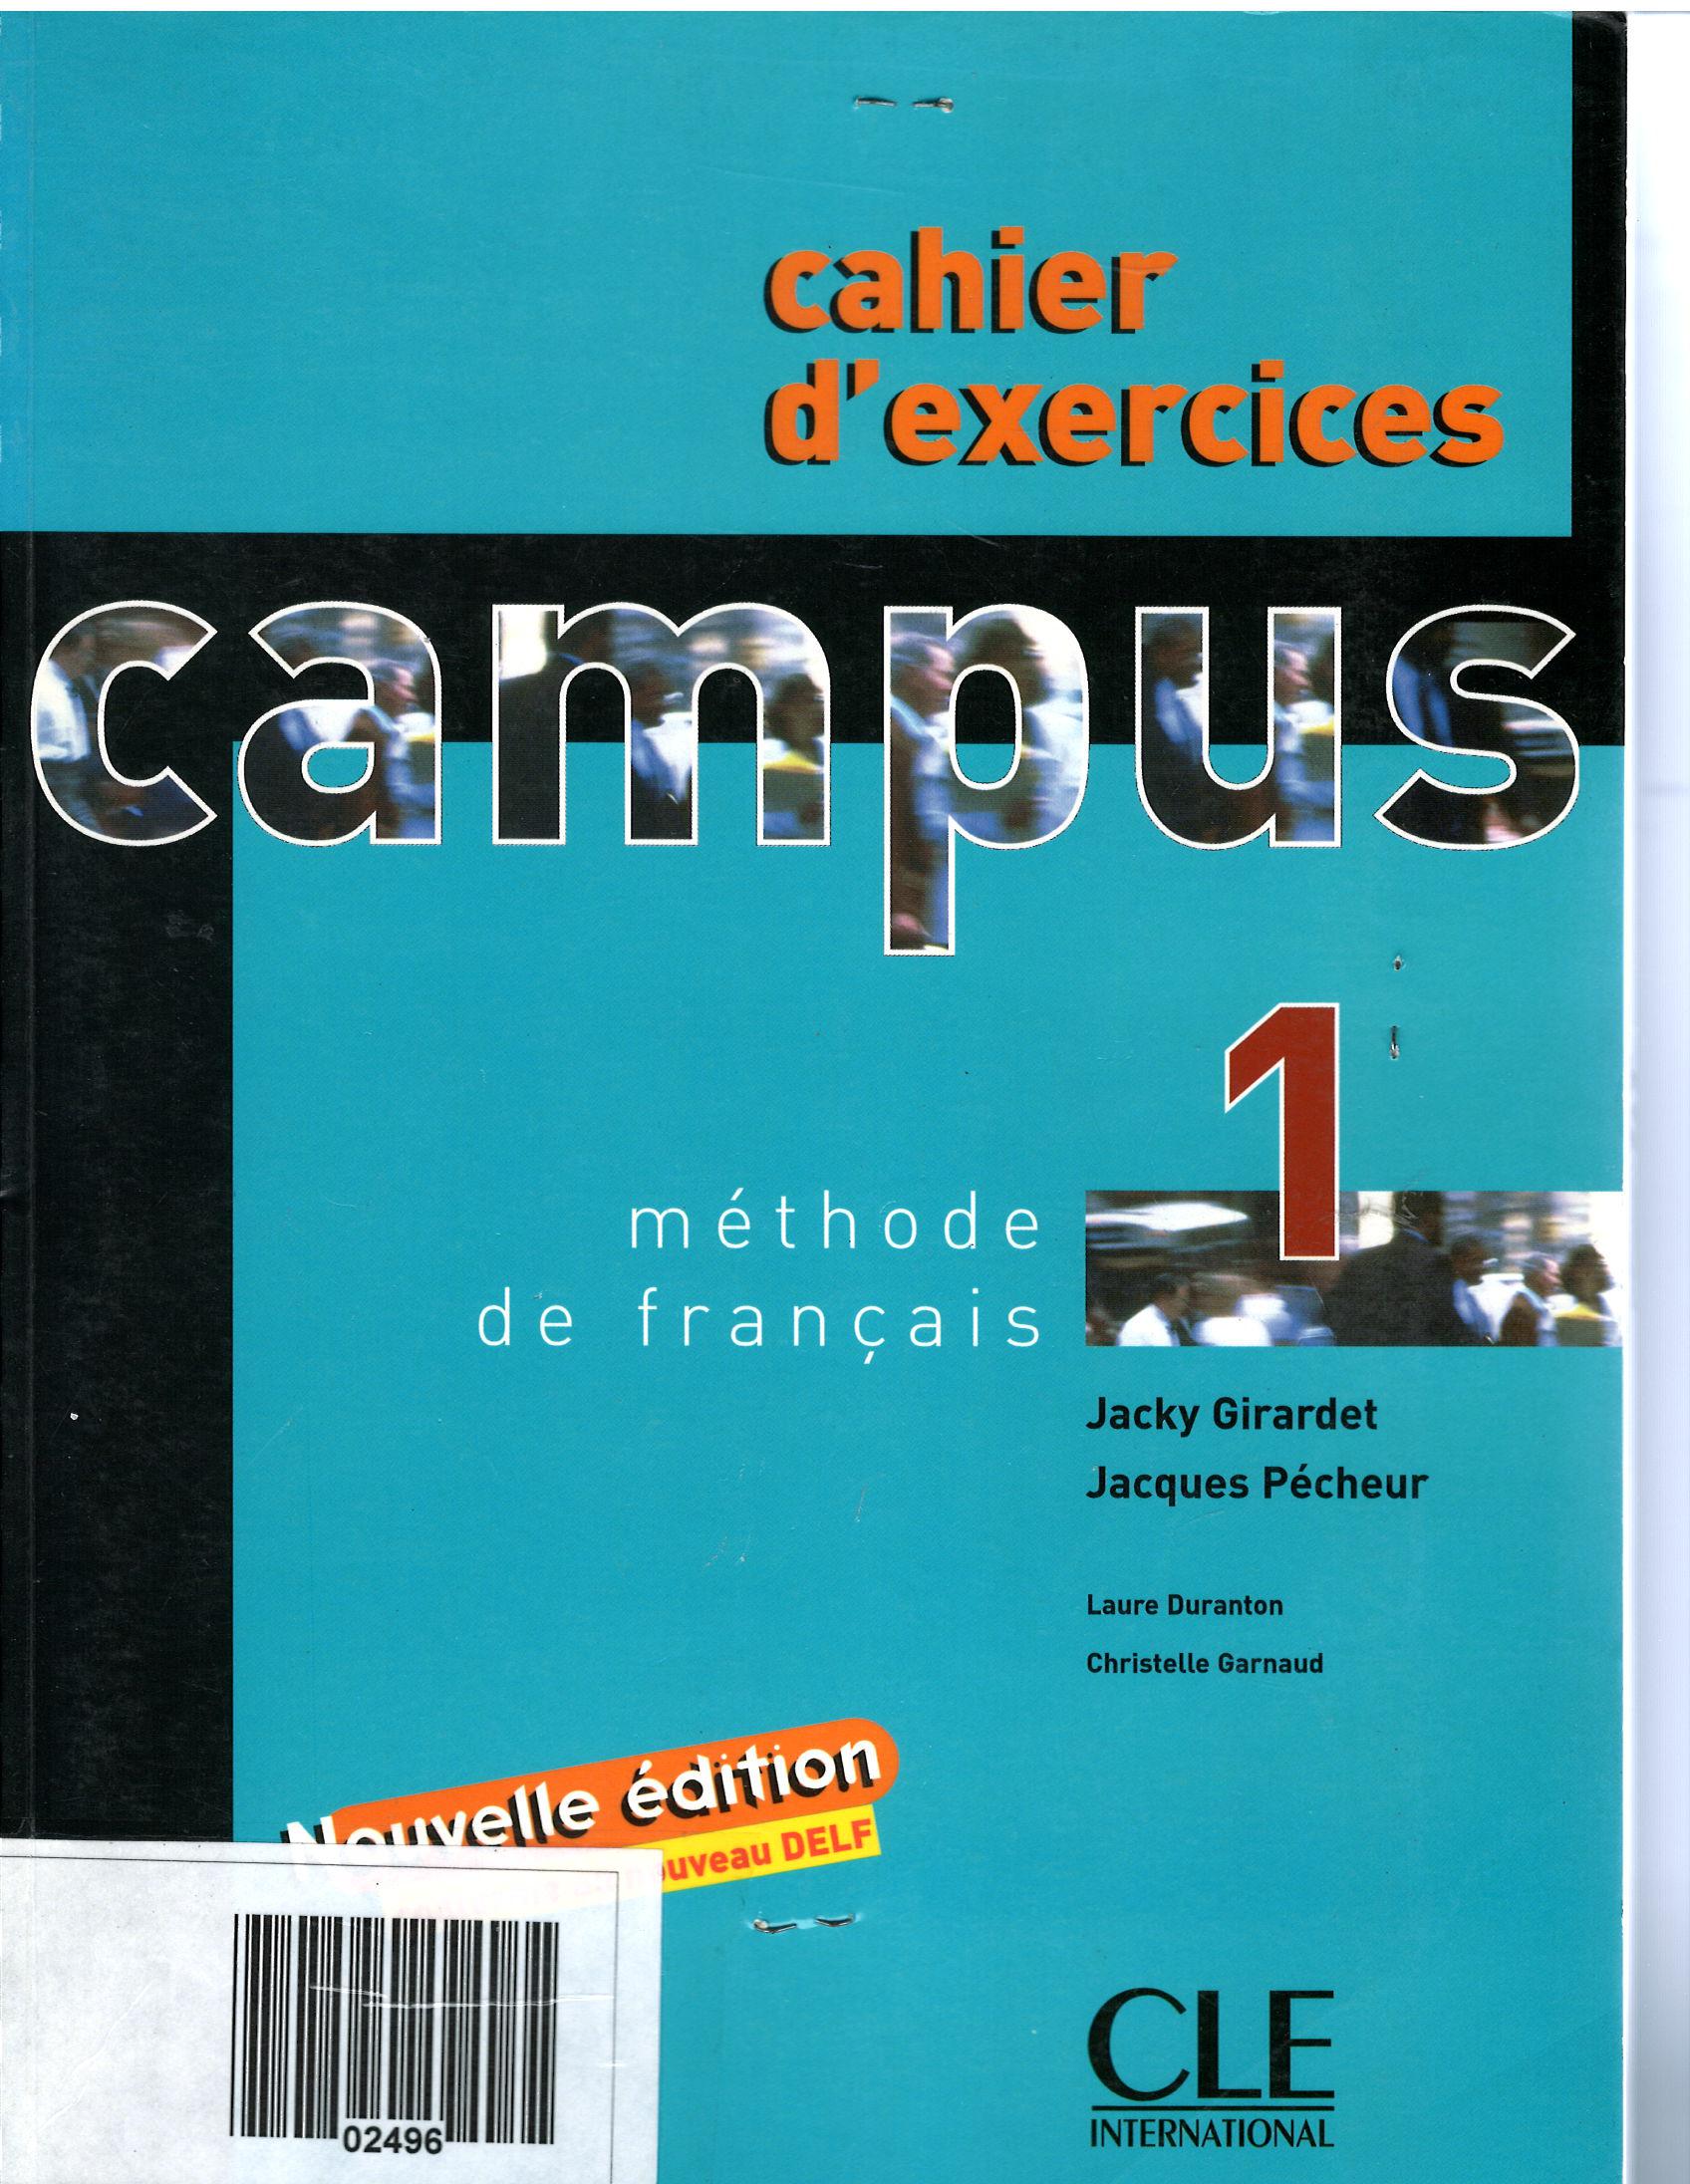 cahier
d'exercices
campus
1
méthode
de français
Jacky Girardet
Jacques Pécheur
Laure Duranton
Christelle Garnaud
Nouvelle édition
DELF
02496
CLE
INTERNATIONAL